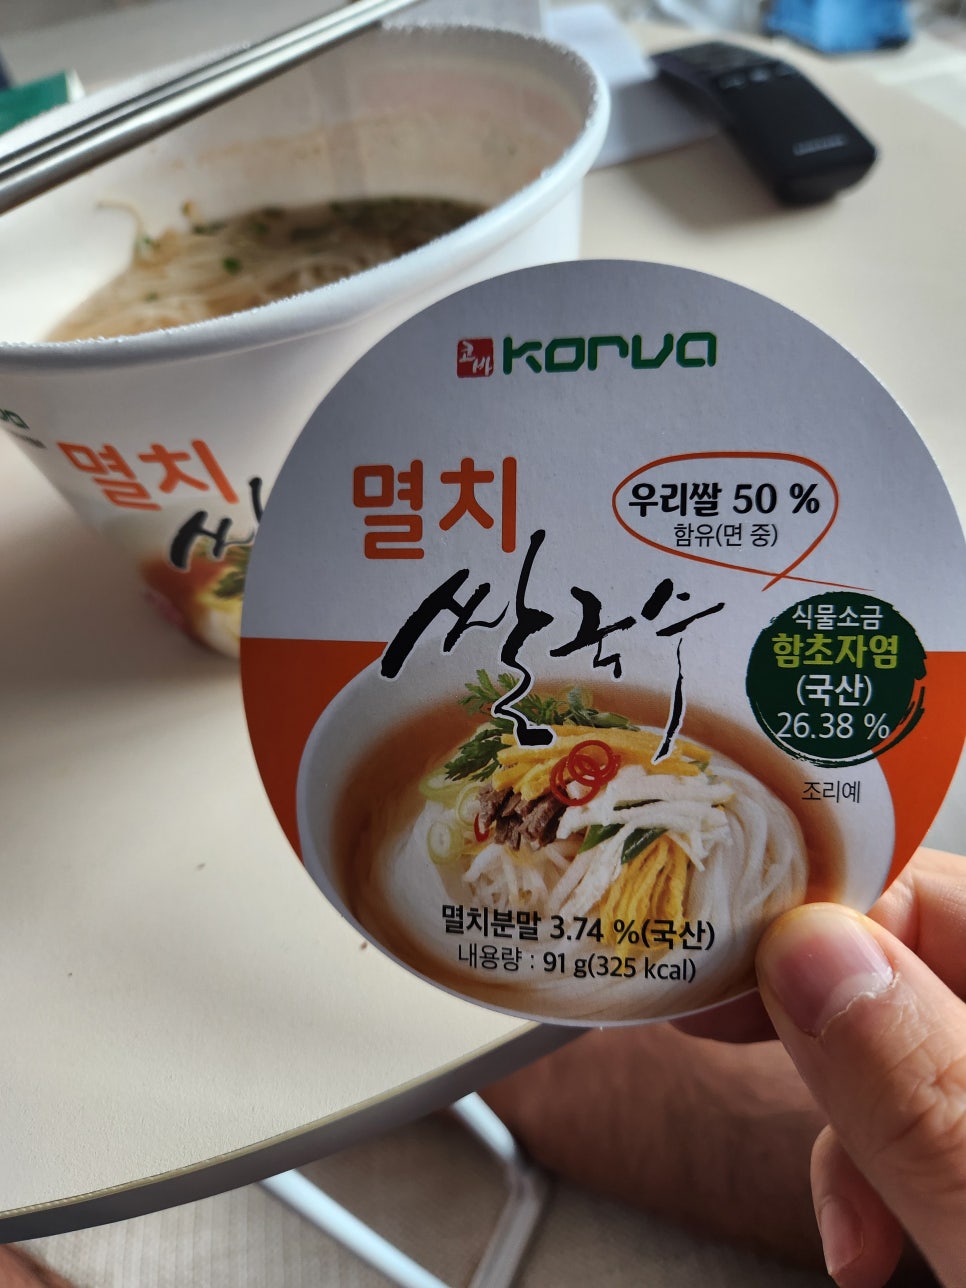 코바 KORVA
멸치
쌀국수
우리쌀 50 %
함유(면 중)
식물소금
함초자염
(국산)
26.38 %
조리예
멸치분말 3.74 %(국산)
내용량 : 91 g(325 kcal)
멸치